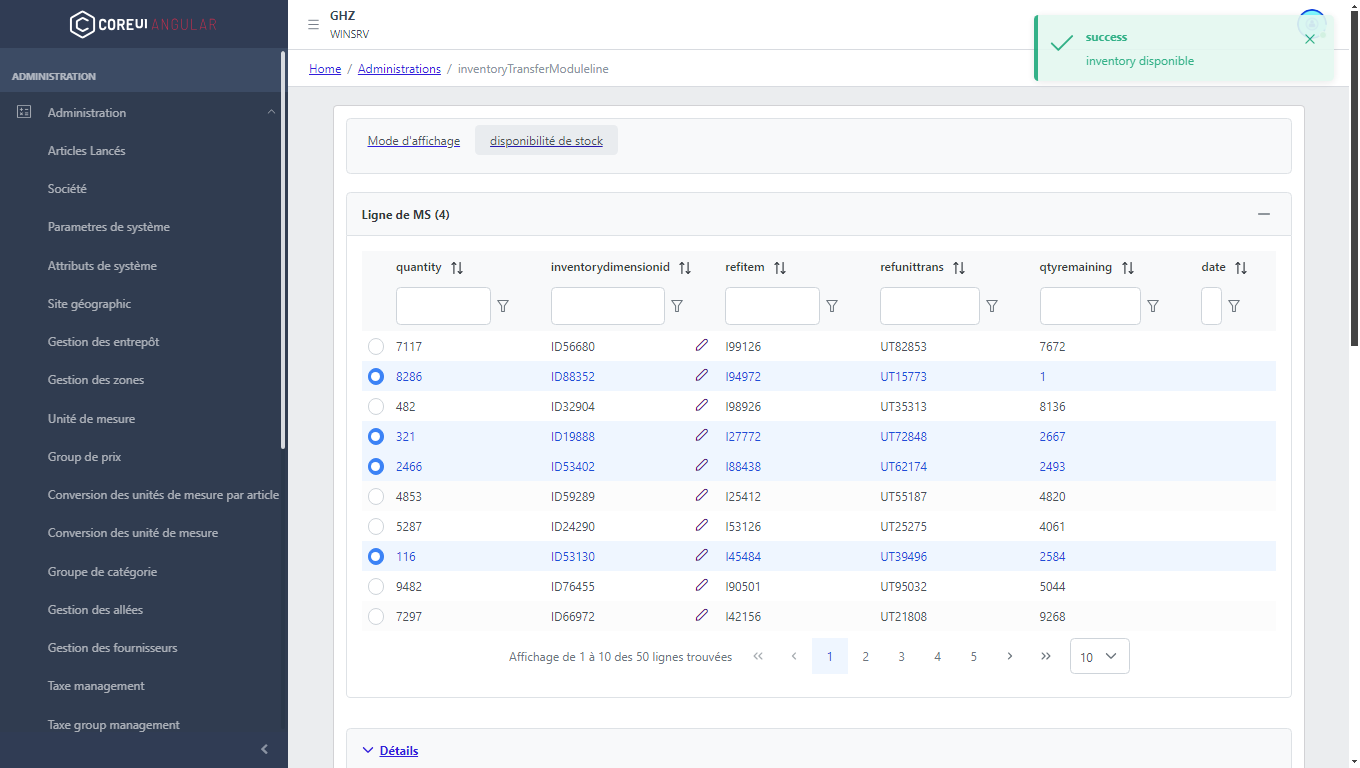 COREUI ANGULAR
ADMINISTRATION
Administration
Articles Lancés
Société
Parametres de système
Attributs de système
Site géographic
Gestion des entrepôt
Gestion des zones
Unité de mesure
Group de prix
Conversion des unités de mesure par article
Conversion des unité de mesure
Groupe de catégorie
Gestion des allées
Gestion des fournisseurs
Taxe management
Taxe group management
GHZ
WINSRV
Home / Administrations / inventoryTransferModuleline
success
inventory disponible
Mode d'affichage disponibilité de stock
Ligne de MS (4)
quantity inventorydimensionid refitem refunittrans qtyremaining date
7117 ID56680 I99126 UT82853 7672
8286 ID88352 I94972 UT15773 1
482 ID32904 I98926 UT35313 8136
321 ID19888 I27772 UT72848 2667
2466 ID53402 I88438 UT62174 2493
4853 ID59289 I25412 UT55187 4820
5287 ID24290 I53126 UT25275 4061
116 ID53130 I45484 UT39496 2584
9482 ID76455 I90501 UT95032 5044
7297 ID66972 I42156 UT21808 9268
Affichage de 1 à 10 des 50 lignes trouvées 1 2 3 4 5 10
Détails